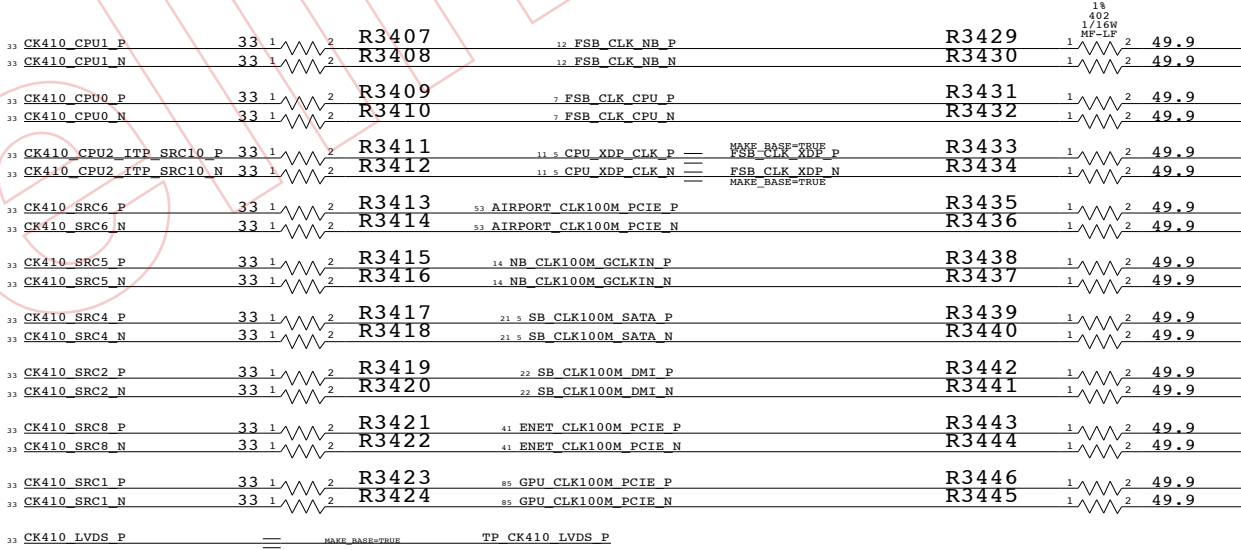 1%
402
1/16W
MF-LF
33 CK410_CPU1_P 33 1 2 R3407 12 FSB_CLK_NB_P R3429 1 2 49.9
33 CK410_CPU1_N 33 1 2 R3408 12 FSB_CLK_NB_N R3430 1 2 49.9
33 CK410_CPU0_P 33 1 2 R3409 7 FSB_CLK_CPU_P R3431 1 2 49.9
33 CK410_CPU0_N 33 1 2 R3410 7 FSB_CLK_CPU_N R3432 1 2 49.9
MAKE_BASE=TRUE
33 CK410_CPU2_ITP_SRC10_P 33 1 2 R3411 11 5 CPU_XDP_CLK_P FSB_CLK_XDP_P R3433 1 2 49.9
33 CK410_CPU2_ITP_SRC10_N 33 1 2 R3412 11 5 CPU_XDP_CLK_N FSB_CLK_XDP_N R3434 1 2 49.9
MAKE_BASE=TRUE
33 CK410_SRC6_P 33 1 2 R3413 53 AIRPORT_CLK100M_PCIE_P R3435 1 2 49.9
33 CK410_SRC6_N 33 1 2 R3414 53 AIRPORT_CLK100M_PCIE_N R3436 1 2 49.9
33 CK410_SRC5_P 33 1 2 R3415 14 NB_CLK100M_GCLKIN_P R3438 1 2 49.9
33 CK410_SRC5_N 33 1 2 R3416 14 NB_CLK100M_GCLKIN_N R3437 1 2 49.9
33 CK410_SRC4_P 33 1 2 R3417 21 5 SB_CLK100M_SATA_P R3439 1 2 49.9
33 CK410_SRC4_N 33 1 2 R3418 21 5 SB_CLK100M_SATA_N R3440 1 2 49.9
33 CK410_SRC2_P 33 1 2 R3419 22 SB_CLK100M_DMI_P R3442 1 2 49.9
33 CK410_SRC2_N 33 1 2 R3420 22 SB_CLK100M_DMI_N R3441 1 2 49.9
33 CK410_SRC8_P 33 1 2 R3421 41 ENET_CLK100M_PCIE_P R3443 1 2 49.9
33 CK410_SRC8_N 33 1 2 R3422 41 ENET_CLK100M_PCIE_N R3444 1 2 49.9
33 CK410_SRC1_P 33 1 2 R3423 85 GPU_CLK100M_PCIE_P R3446 1 2 49.9
33 CK410_SRC1_N 33 1 2 R3424 85 GPU_CLK100M_PCIE_N R3445 1 2 49.9
33 CK410_LVDS_P MAKE_BASE=TRUE TP_CK410_LVDS_P